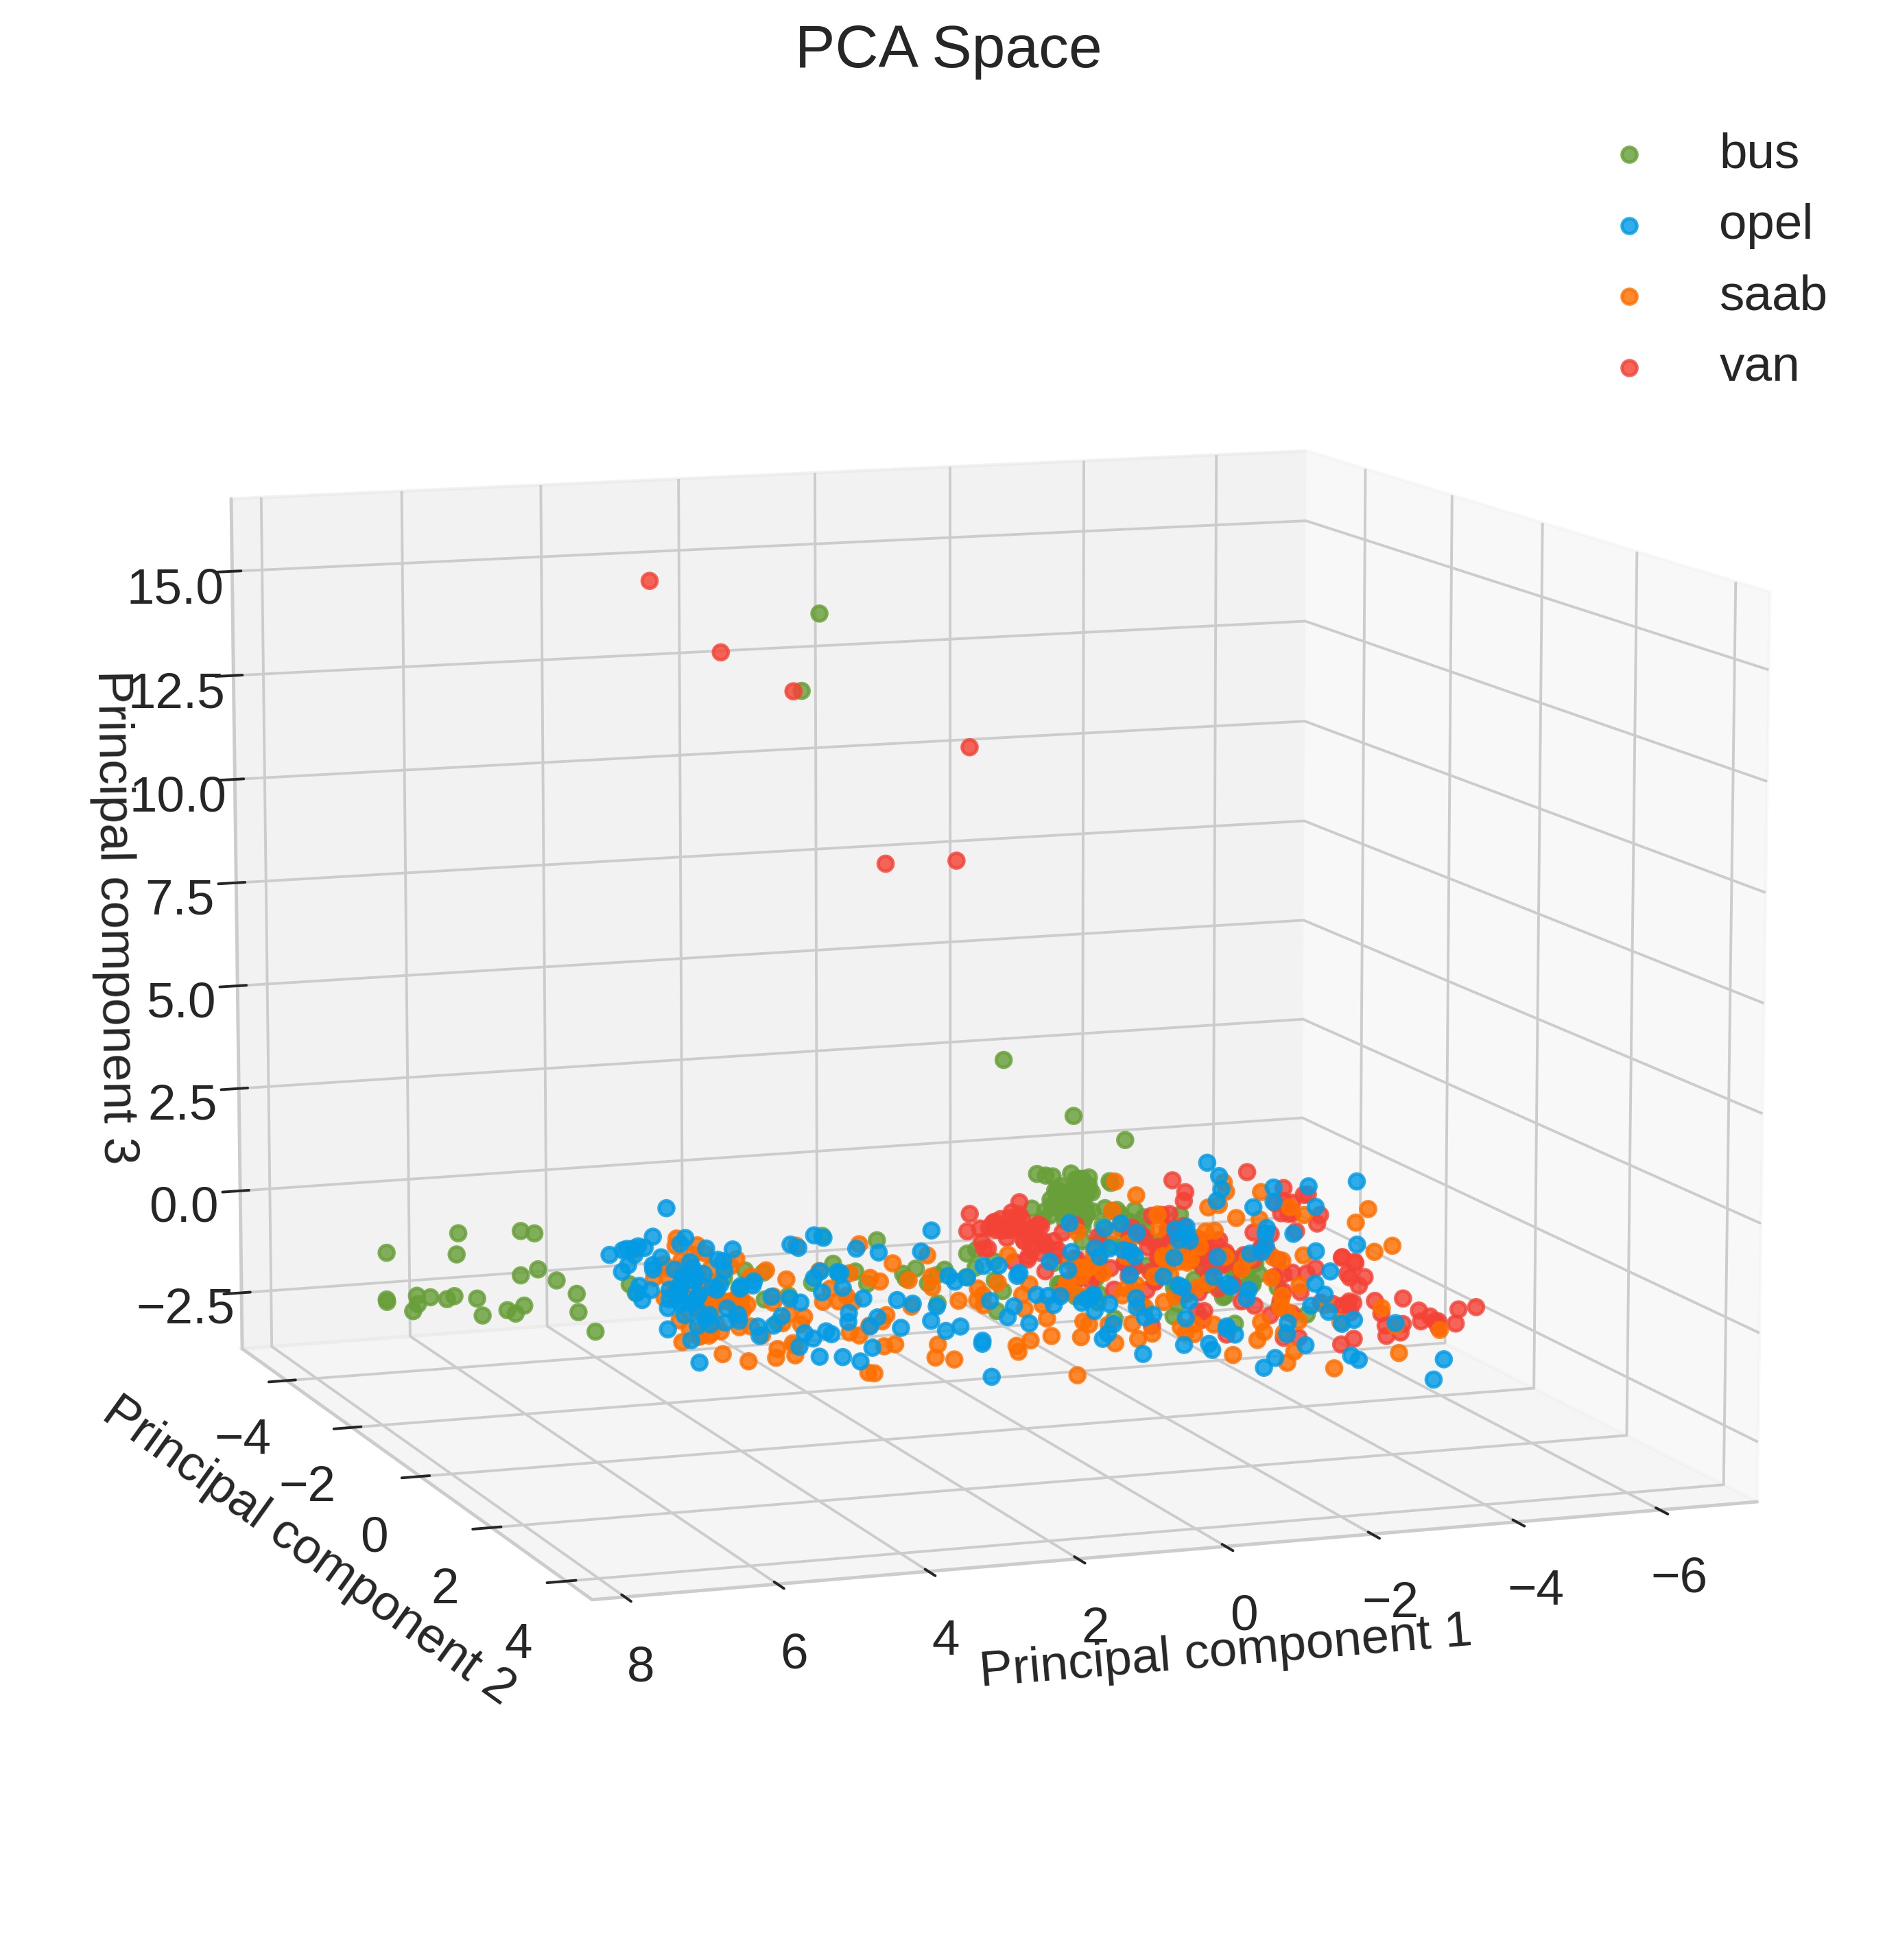 PCA Space
bus
opel
saab
van
15.0
12.5
10.0
7.5
5.0
2.5
0.0
−2.5
Principal component 3
−4
−2
0
2
4
Principal component 2
8
6
4
2
0
−2
−4
−6
Principal component 1